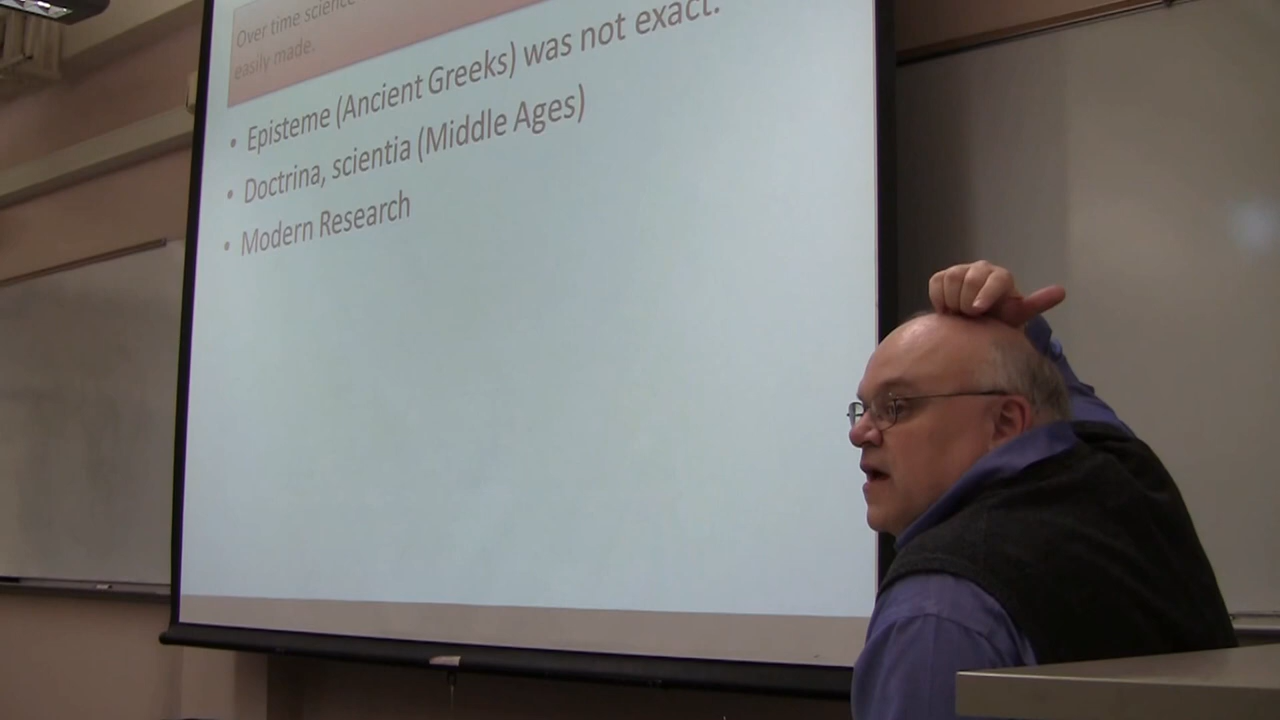 Over time science
easily made.
• Episteme (Ancient Greeks) was not exact.
• Doctrina, scientia (Middle Ages)
• Modern Research